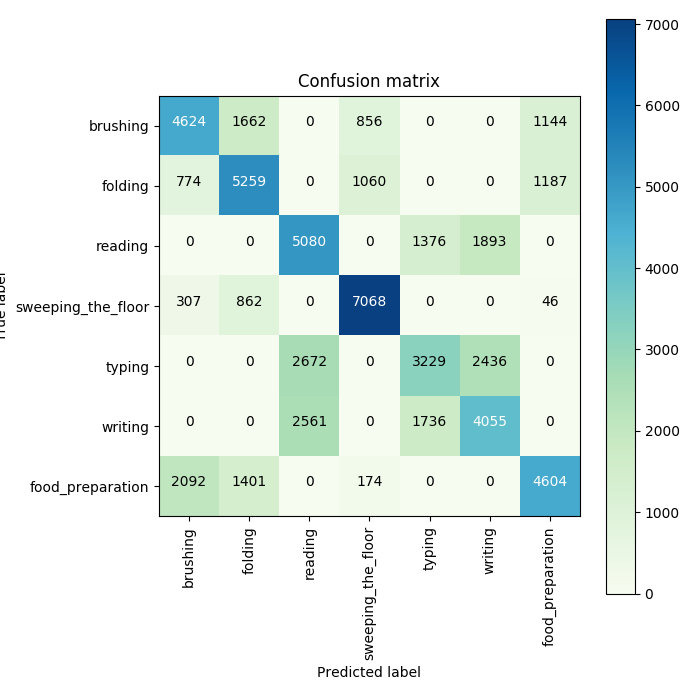 Confusion matrix
brushing 4624 1662 0 856 0 0 1144
folding 774 5259 0 1060 0 0 1187
reading 0 0 5080 0 1376 1893 0
sweeping_the_floor 307 862 0 7068 0 0 46
typing 0 0 2672 0 3229 2436 0
writing 0 0 2561 0 1736 4055 0
food_preparation 2092 1401 0 174 0 0 4604
brushing
folding
reading
sweeping_the_floor
typing
writing
food_preparation
Predicted label
7000
6000
5000
4000
3000
2000
1000
0